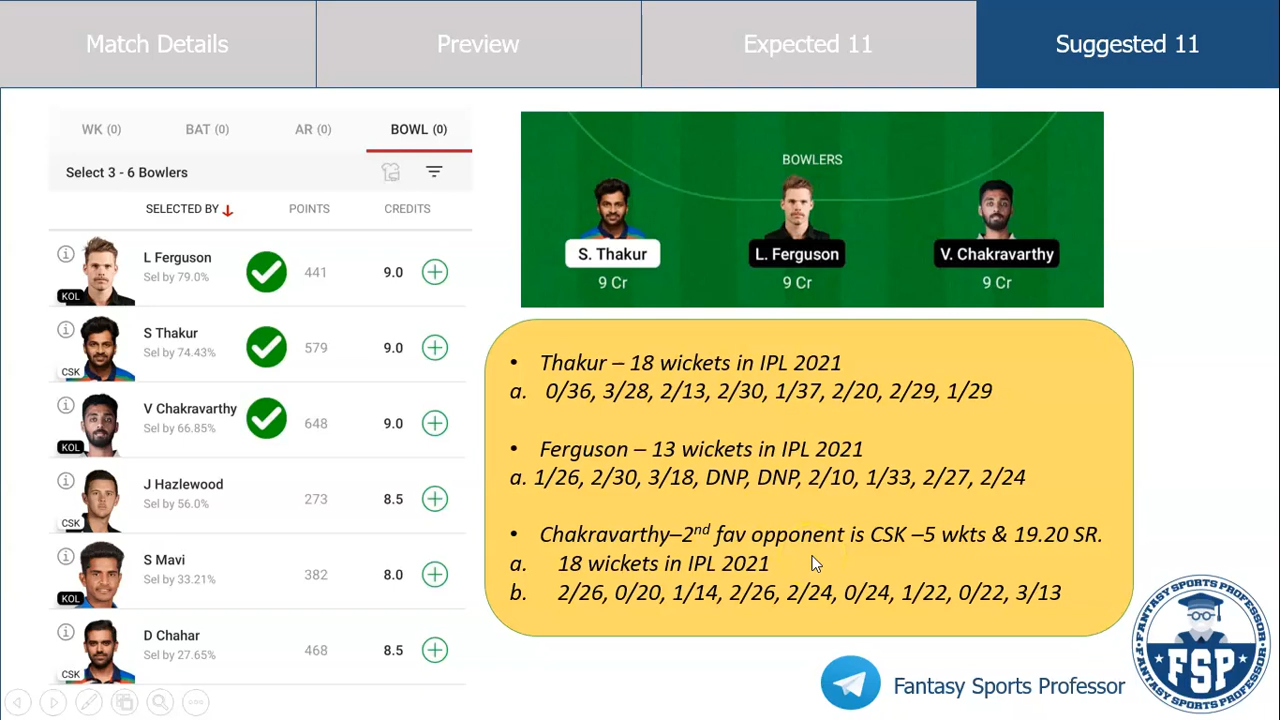 Match Details
Preview
Expected 11
Suggested 11
WK (0)
BAT (0)
AR (0)
BOWL (0)
Select 3 - 6 Bowlers
SELECTED BY
POINTS
CREDITS
L Ferguson
Sel by 79.0%
KOL
441
9.0
S Thakur
Sel by 74.43%
CSK
579
9.0
V Chakravarthy
Sel by 66.85%
KOL
648
9.0
J Hazlewood
Sel by 56.0%
CSK
273
8.5
S Mavi
Sel by 33.21%
KOL
382
8.0
D Chahar
Sel by 27.65%
CSK
468
8.5
BOWLERS
S. Thakur
9 Cr
L. Ferguson
9 Cr
V. Chakravarthy
9 Cr
• Thakur – 18 wickets in IPL 2021
a. 0/36, 3/28, 2/13, 2/30, 1/37, 2/20, 2/29, 1/29
• Ferguson – 13 wickets in IPL 2021
a. 1/26, 2/30, 3/18, DNP, DNP, 2/10, 1/33, 2/27, 2/24
• Chakravarthy–2nd fav opponent is CSK –5 wkts & 19.20 SR.
a. 18 wickets in IPL 2021
b. 2/26, 0/20, 1/14, 2/26, 2/24, 0/24, 1/22, 0/22, 3/13
Fantasy Sports Professor
FANTASY SPORTS PROFESSOR
FSP
FANTASY SPORTS PROFESSOR